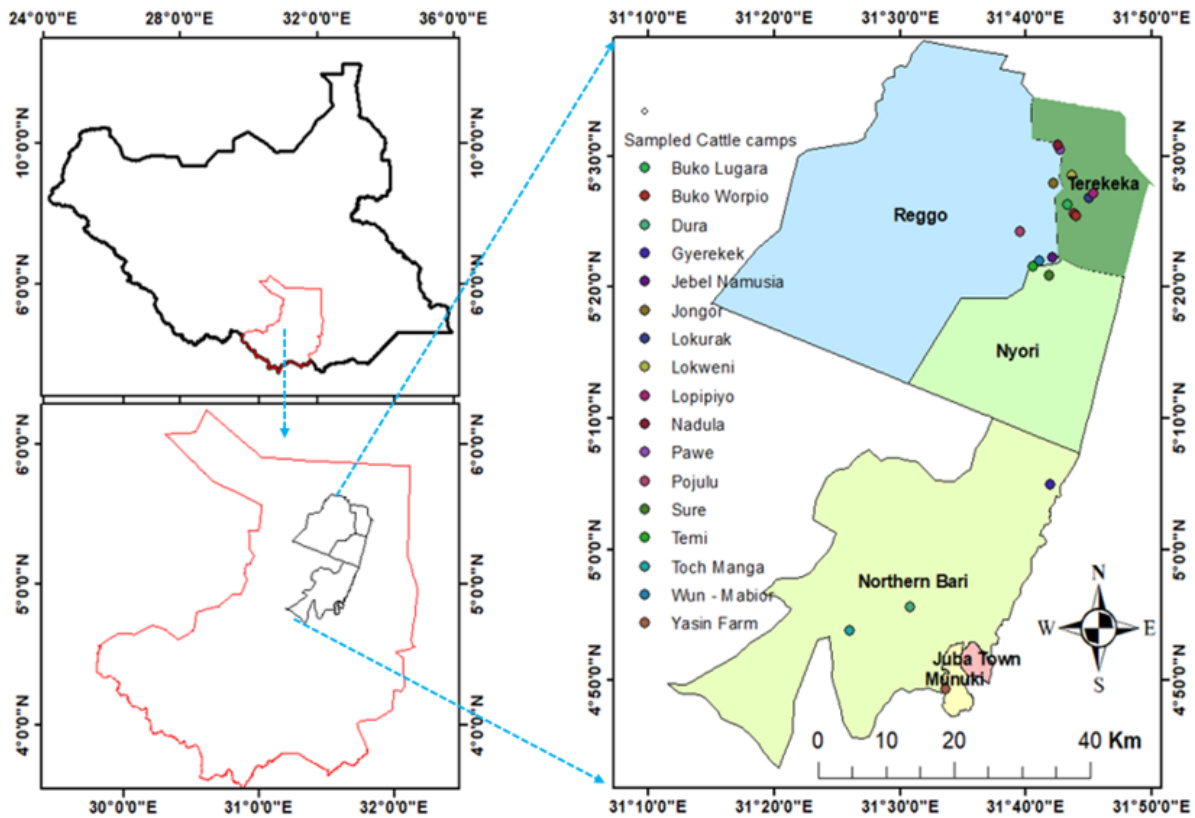 24°0'0"E 28°0'0"E 32°0'0"E 36°0'0"E
10°0'0"N
6°0'0"N
10°0'0"N
6°0'0"N
6°0'0"N
5°0'0"N
4°0'0"N
6°0'0"N
5°0'0"N
4°0'0"N
30°0'0"E 31°0'0"E 32°0'0"E
31°10'0"E 31°20'0"E 31°30'0"E 31°40'0"E 31°50'0"E
5°30'0"N
5°20'0"N
5°10'0"N
5°0'0"N
4°50'0"N
Sampled Cattle camps
Buko Lugara
Buko Worpio
Dura
Gyerekek
Jebel Namusia
Jongor
Lokurak
Lokweni
Lopipiyo
Nadula
Pawe
Pojulu
Sure
Temi
Toch Manga
Wun - Mabior
Yasin Farm
Terekeka
Reggo
Nyori
Northern Bari
Juba Town
Munuki
N
W E
S
0 10 20 40 Km
5°30'0"N
5°20'0"N
5°10'0"N
5°0'0"N
4°50'0"N
31°10'0"E 31°20'0"E 31°30'0"E 31°40'0"E 31°50'0"E